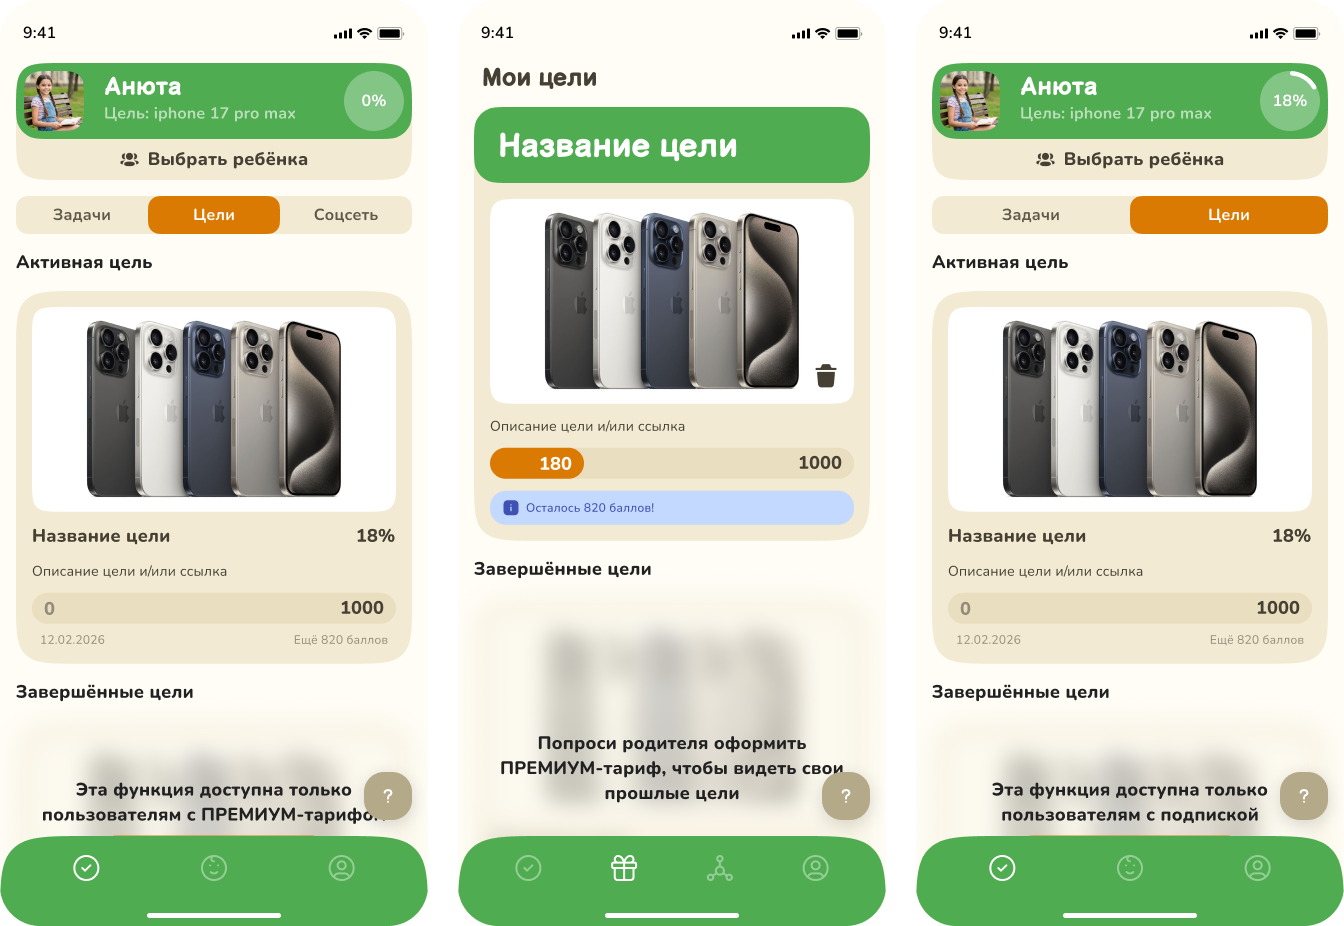 9:41
Анюта
Цель: iphone 17 pro max
0%
Выбрать ребёнка
Задачи
Цели
Соцсеть
Активная цель
Название цели
18%
Описание цели и/или ссылка
0
1000
12.02.2026
Ещё 820 баллов
Завершённые цели
Эта функция доступна только
пользователям с ПРЕМИУМ-тарифом
?
9:41
Мои цели
Название цели
Описание цели и/или ссылка
180
1000
i
Осталось 820 баллов!
Завершённые цели
Попроси родителя оформить
ПРЕМИУМ-тариф, чтобы видеть свои
прошлые цели
?
9:41
Анюта
Цель: iphone 17 pro max
18%
Выбрать ребёнка
Задачи
Цели
Активная цель
Название цели
18%
Описание цели и/или ссылка
0
1000
12.02.2026
Ещё 820 баллов
Завершённые цели
Эта функция доступна только
пользователям с подпиской
?